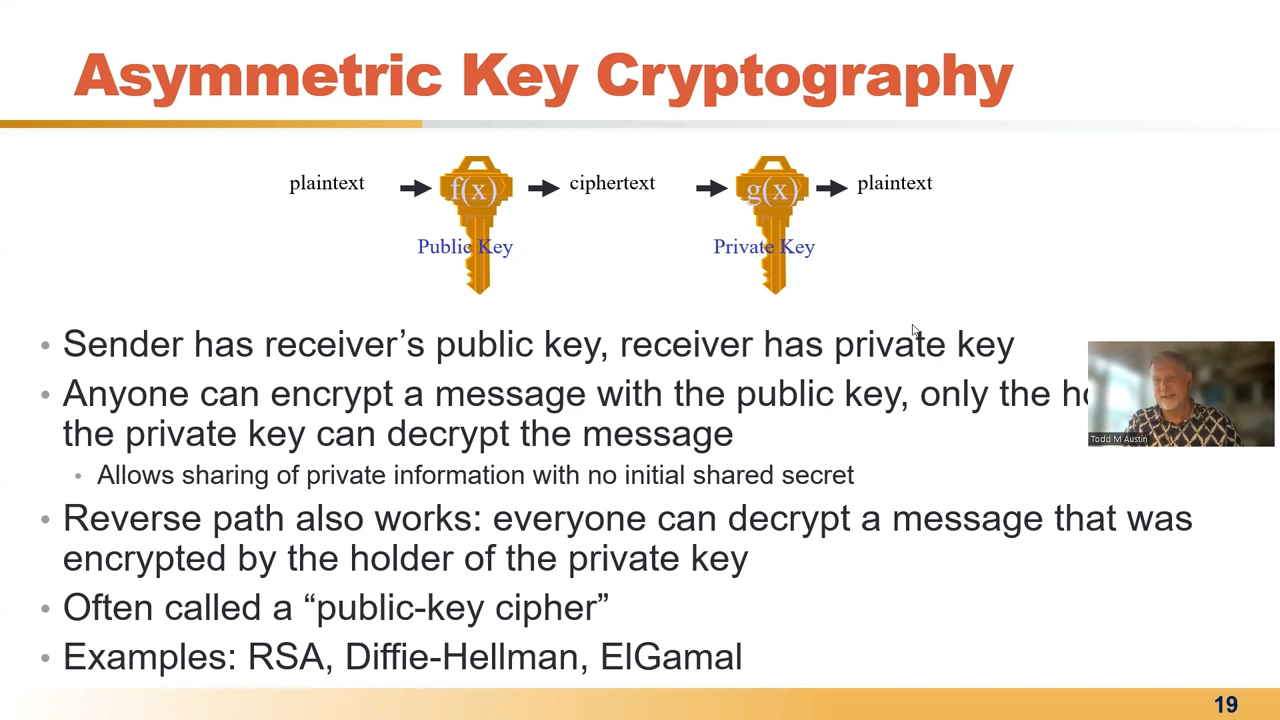 Asymmetric Key Cryptography
plaintext f(x) ciphertext g(x) plaintext
Public Key Private Key
• Sender has receiver’s public key, receiver has private key
• Anyone can encrypt a message with the public key, only the
the private key can decrypt the message
• Allows sharing of private information with no initial shared secret
• Reverse path also works: everyone can decrypt a message that was
encrypted by the holder of the private key
• Often called a “public-key cipher”
• Examples: RSA, Diffie-Hellman, ElGamal
Todd M Austin
19